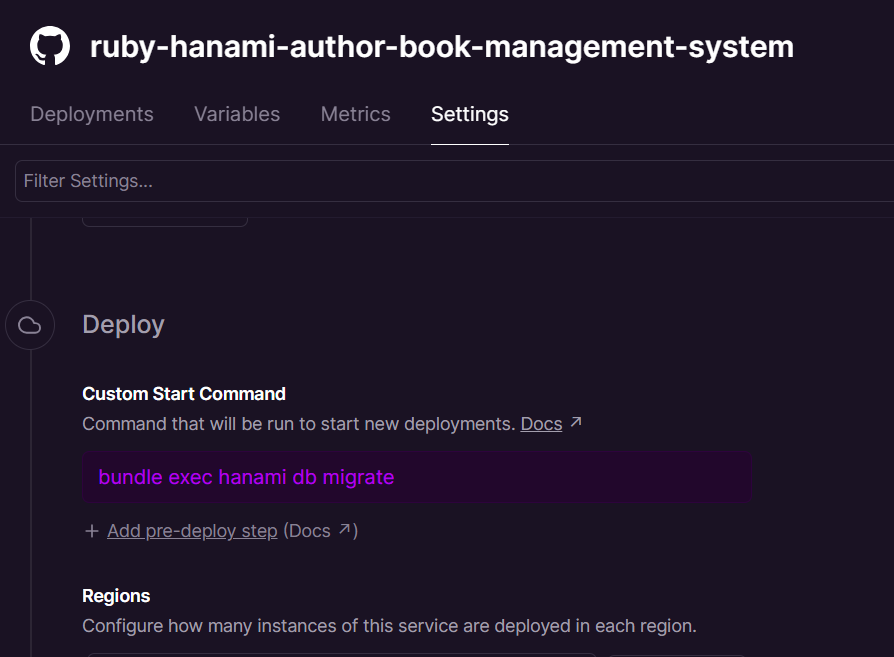 ruby-hanami-author-book-management-system
Deployments Variables Metrics Settings
Filter Settings...
Deploy
Custom Start Command
Command that will be run to start new deployments. Docs ↗
bundle exec hanami db migrate
+ Add pre-deploy step (Docs ↗)
Regions
Configure how many instances of this service are deployed in each region.